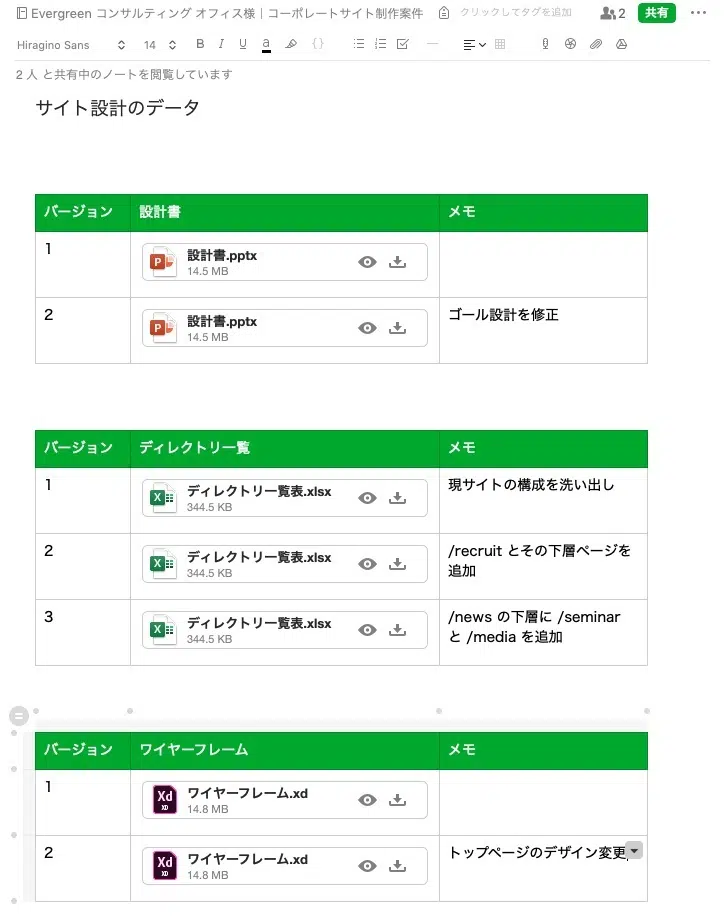 Evergreen コンサルティング オフィス様｜コーポレートサイト制作案件 クリックしてタグを追加 2 共有
Hiragino Sans 14 B I U a
2 人 と共有中のノートを閲覧しています
サイト設計のデータ
バージョン 設計書 メモ
1 設計書.pptx
14.5 MB
2 設計書.pptx ゴール設計を修正
14.5 MB
バージョン ディレクトリ一覧 メモ
1 ディレクトリ一覧表.xlsx 現サイトの構成を洗い出し
344.5 KB
2 ディレクトリ一覧表.xlsx /recruit とその下層ページを
344.5 KB 追加
3 ディレクトリ一覧表.xlsx /news の下層に /seminar
344.5 KB と /media を追加
バージョン ワイヤーフレーム メモ
1 Xd XD ワイヤーフレーム.xd
14.8 MB
2 Xd XD ワイヤーフレーム.xd トップページのデザイン変更
14.8 MB